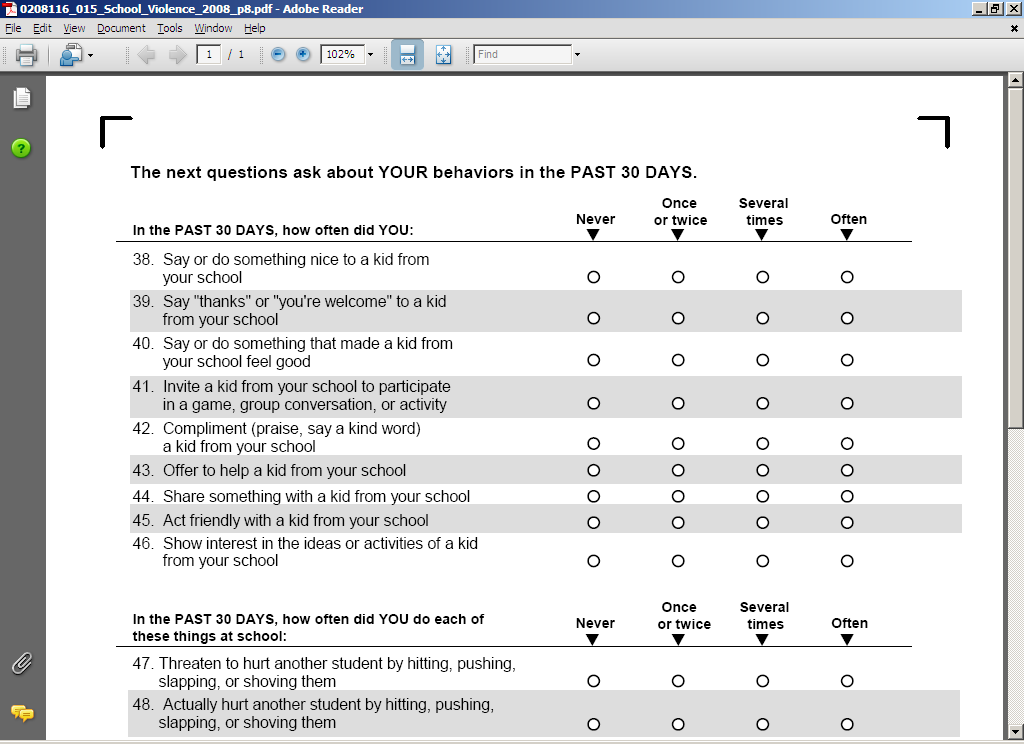 0208116_015_School_Violence_2008_p8.pdf - Adobe Reader
File Edit View Document Tools Window Help
1 / 1 102% Find
The next questions ask about YOUR behaviors in the PAST 30 DAYS.
In the PAST 30 DAYS, how often did YOU: Never Once or twice Several times Often
38. Say or do something nice to a kid from
your school
39. Say "thanks" or "you're welcome" to a kid
from your school
40. Say or do something that made a kid from
your school feel good
41. Invite a kid from your school to participate
in a game, group conversation, or activity
42. Compliment (praise, say a kind word)
a kid from your school
43. Offer to help a kid from your school
44. Share something with a kid from your school
45. Act friendly with a kid from your school
46. Show interest in the ideas or activities of a kid
from your school
In the PAST 30 DAYS, how often did YOU do each of
these things at school: Never Once or twice Several times Often
47. Threaten to hurt another student by hitting, pushing,
slapping, or shoving them
48. Actually hurt another student by hitting, pushing,
slapping, or shoving them